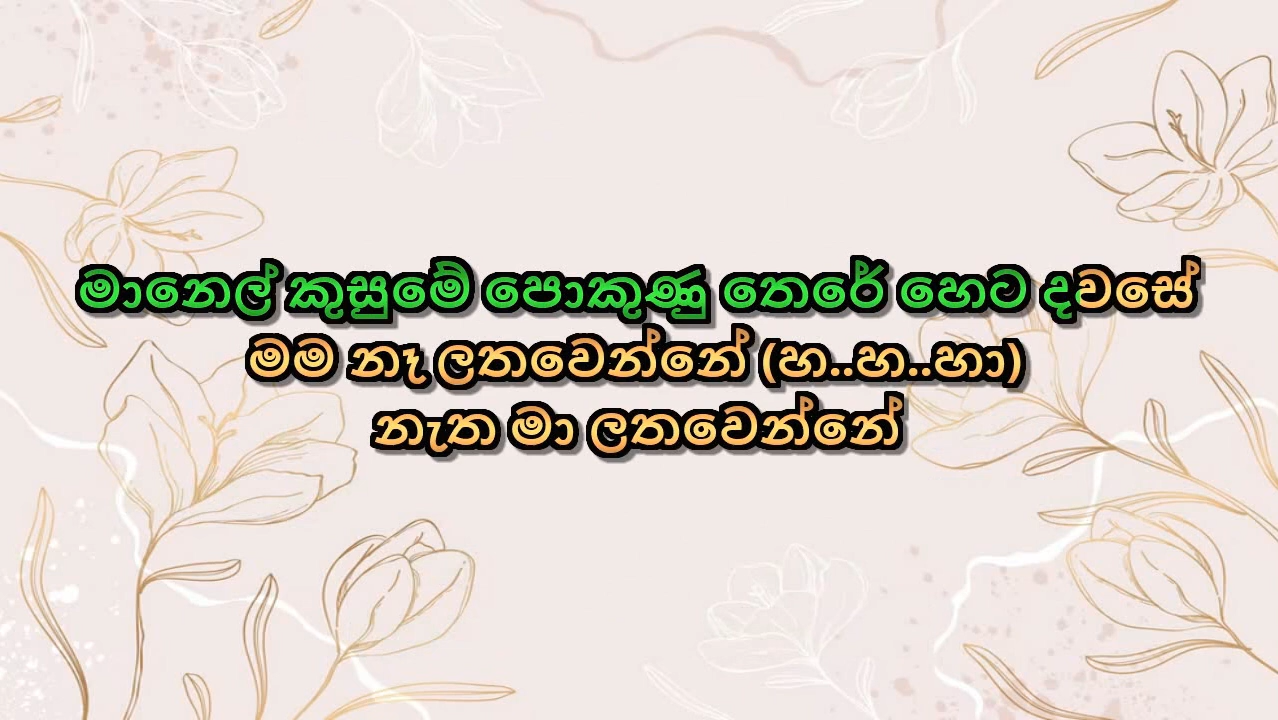 මානෙල් කුසුමේ පොකුණු තෙරේ හෙට දවසේ
මම නෑ ලතවෙන්නේ (හ..හ..හා)
නැත මා ලතවෙන්නේ